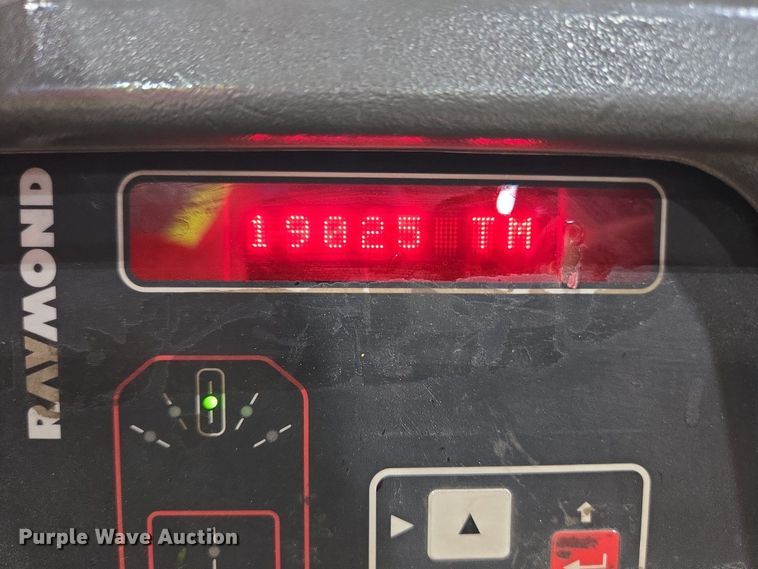 19025 TM
RAYMOND
Purple Wave Auction